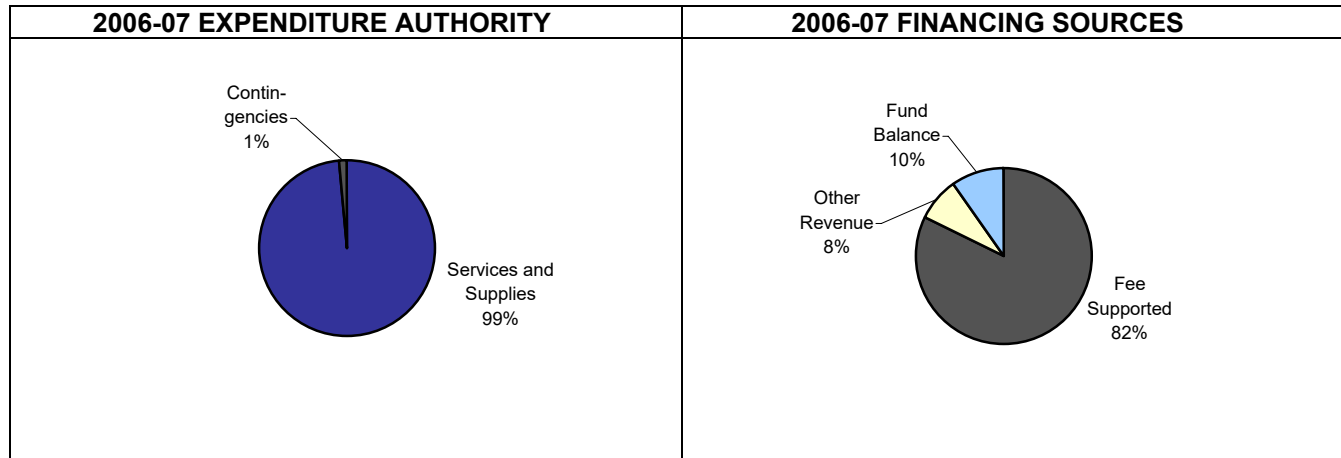 2006-07 EXPENDITURE AUTHORITY
2006-07 FINANCING SOURCES
Contin-
gencies
1%
Services and
Supplies
99%
Fund
Balance
10%
Other
Revenue
8%
Fee
Supported
82%